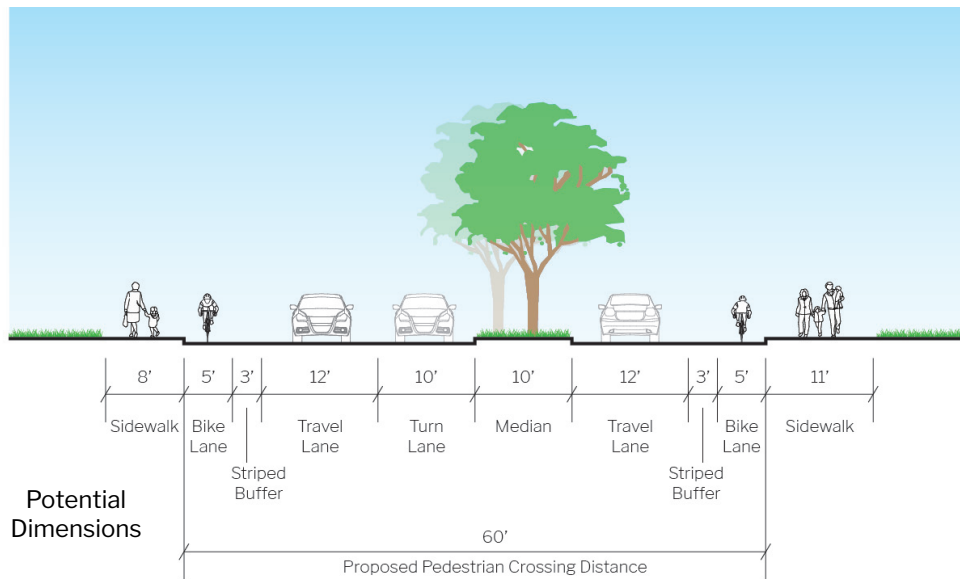 8’ 5’ 3’ 12’ 10’ 10’ 12’ 3’ 5’ 11’
Sidewalk
Bike
Lane
Striped
Buffer
Travel
Lane
Turn
Lane
Median
Travel
Lane
Striped
Buffer
Bike
Lane
Sidewalk
Potential
Dimensions
60’
Proposed Pedestrian Crossing Distance